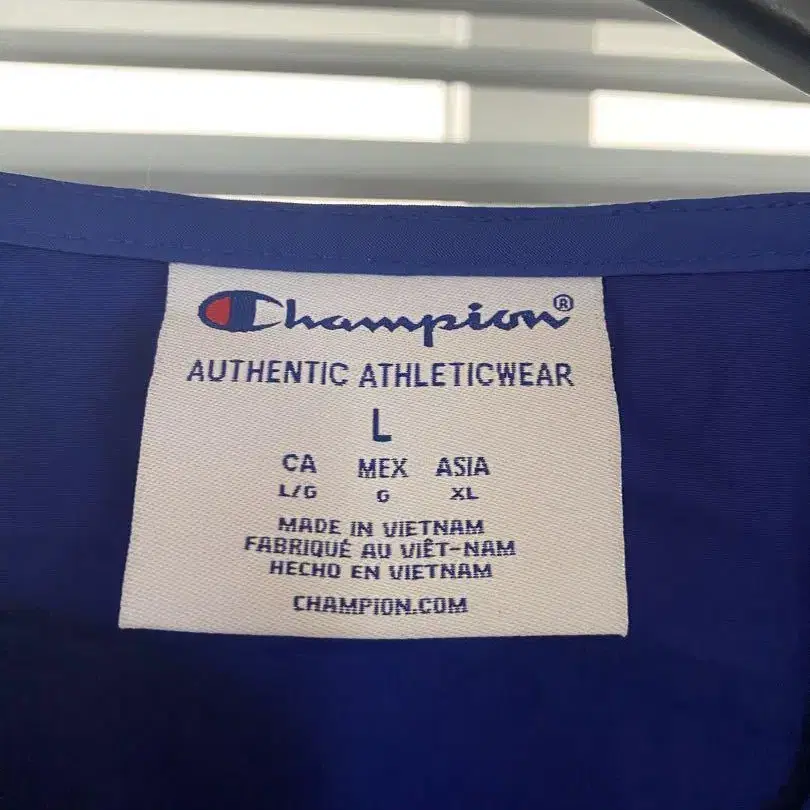 Champion®
AUTHENTIC ATHLETICWEAR
L
CA MEX ASIA
L/G G XL
MADE IN VIETNAM
FABRIQUÉ AU VIÊT-NAM
HECHO EN VIETNAM
CHAMPION.COM